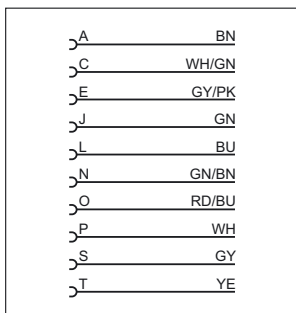 A BN
C WH/GN
E GY/PK
J GN
L BU
N GN/BN
O RD/BU
P WH
S GY
T YE